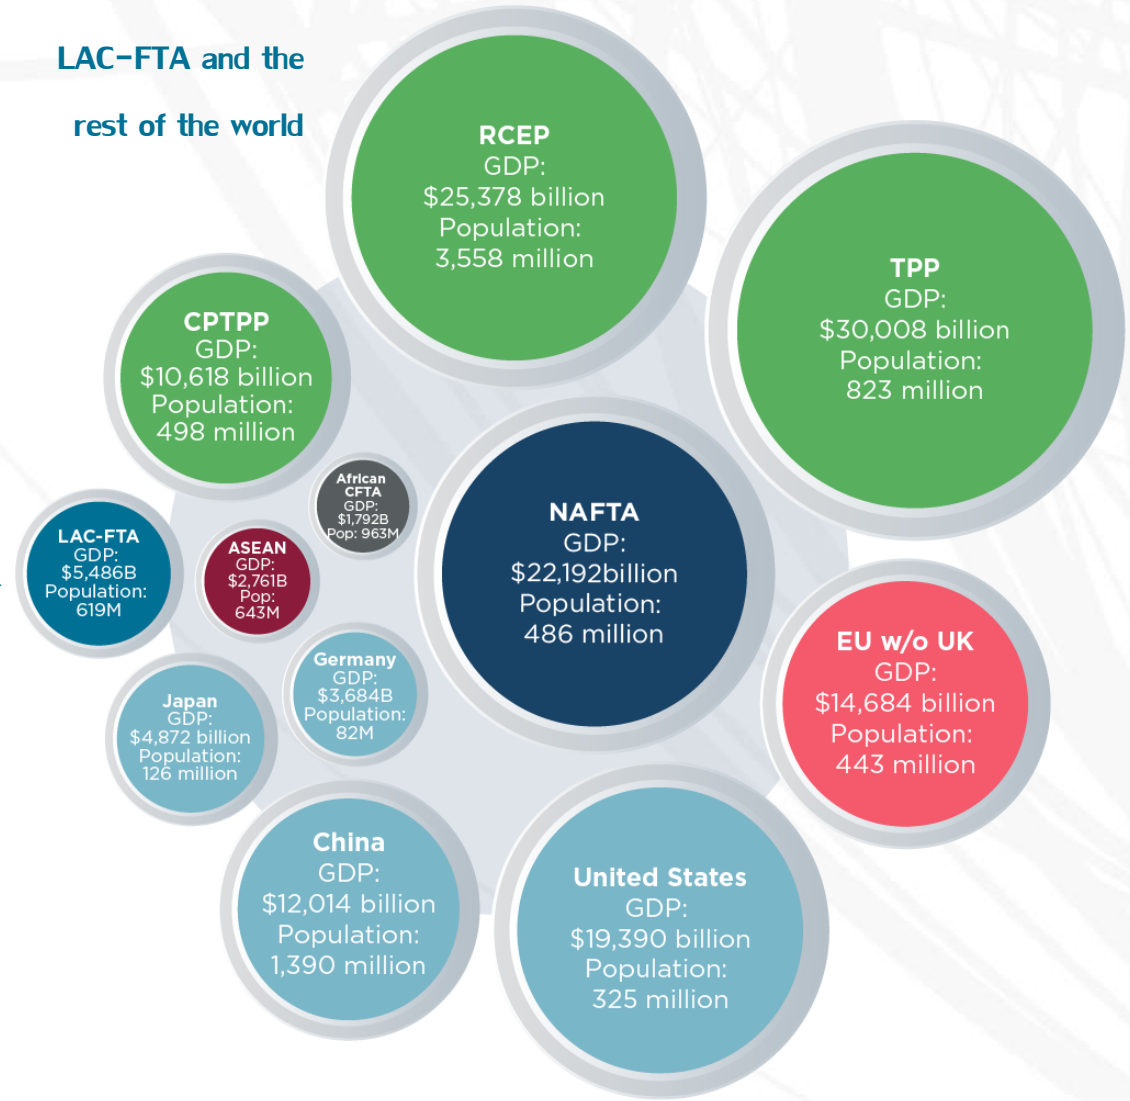 LAC-FTA and the
rest of the world
RCEP
GDP:
$25,378 billion
Population:
3,558 million
TPP
GDP:
$30,008 billion
Population:
823 million
CPTPP
GDP:
$10,618 billion
Population:
498 million
African
CFTA
GDP:
$1,792B
Pop: 963M
NAFTA
GDP:
$22,192billion
Population:
486 million
LAC-FTA
GDP:
$5,486B
Population:
619M
ASEAN
GDP:
$2,761B
Pop:
643M
EU w/o UK
GDP:
$14,684 billion
Population:
443 million
Germany
GDP:
$3,684B
Population:
82M
Japan
GDP:
$4,872 billion
Population:
126 million
China
GDP:
$12,014 billion
Population:
1,390 million
United States
GDP:
$19,390 billion
Population:
325 million